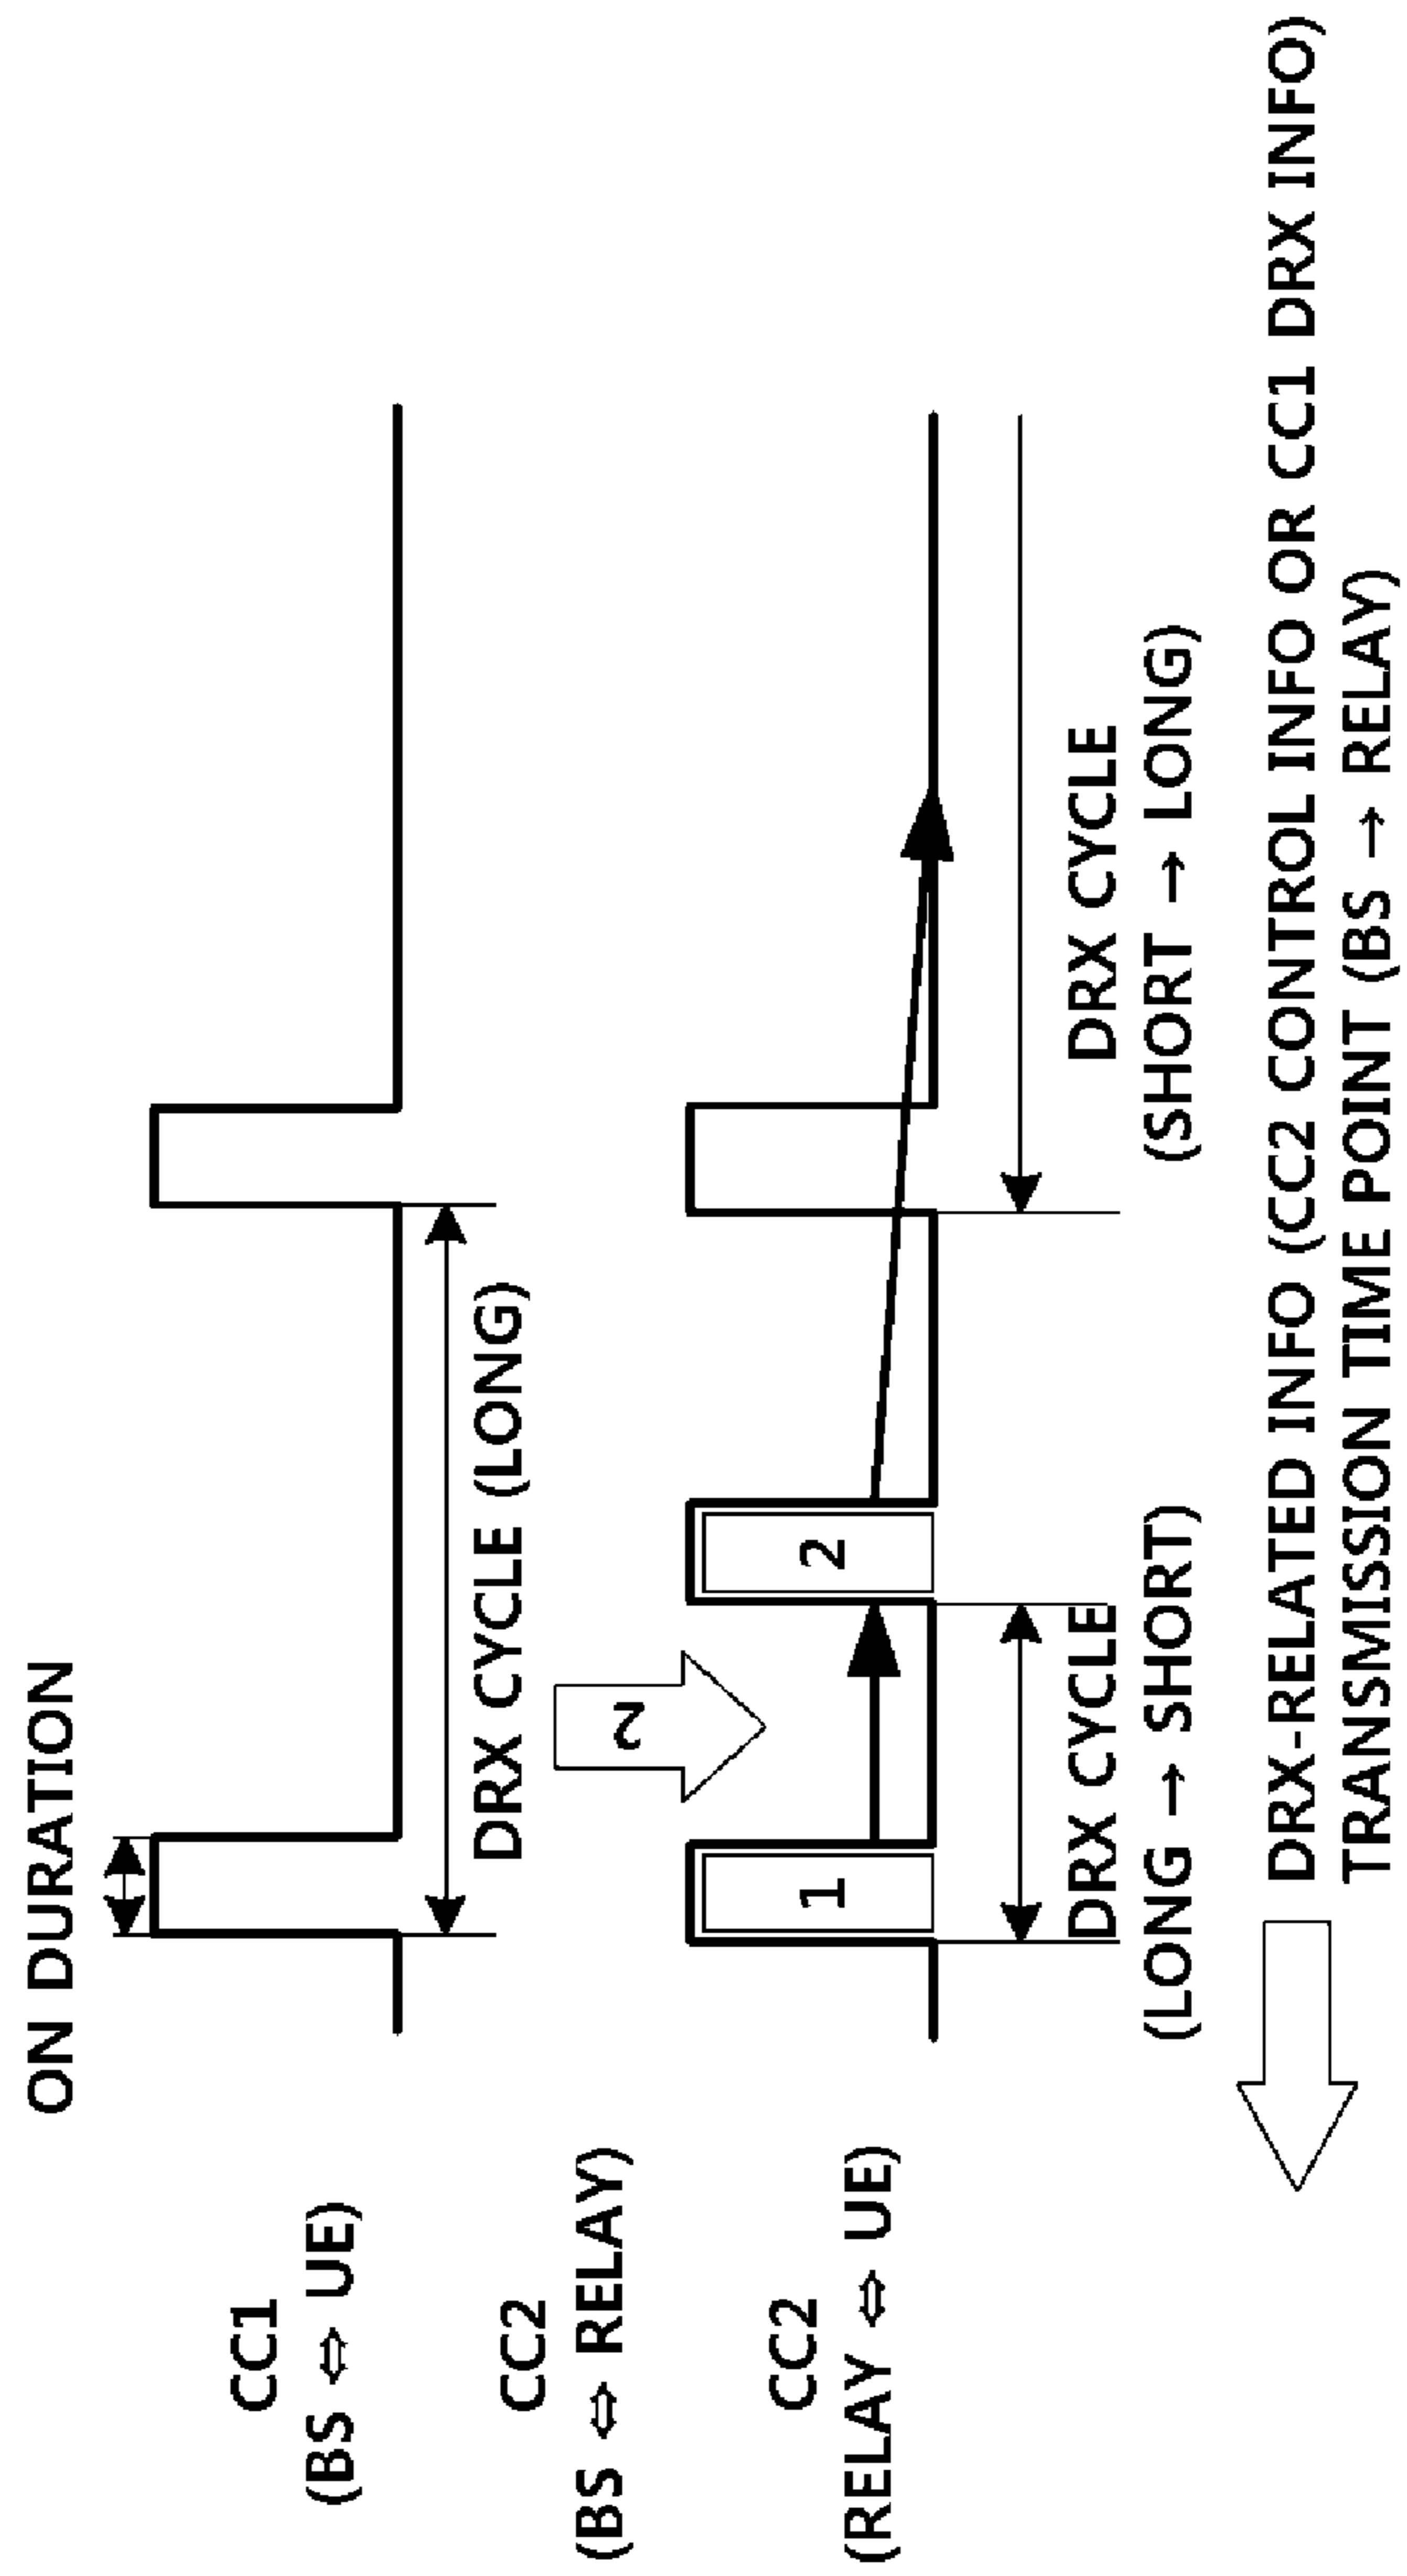 ON DURATION
CC1
(BS ⇔ UE)
DRX CYCLE (LONG)
CC2
(BS ⇔ RELAY)
2
CC2
(RELAY ⇔ UE)
1
2
DRX CYCLE
(LONG → SHORT)
DRX CYCLE
(SHORT → LONG)
DRX-RELATED INFO (CC2 CONTROL INFO OR CC1 DRX INFO)
TRANSMISSION TIME POINT (BS → RELAY)